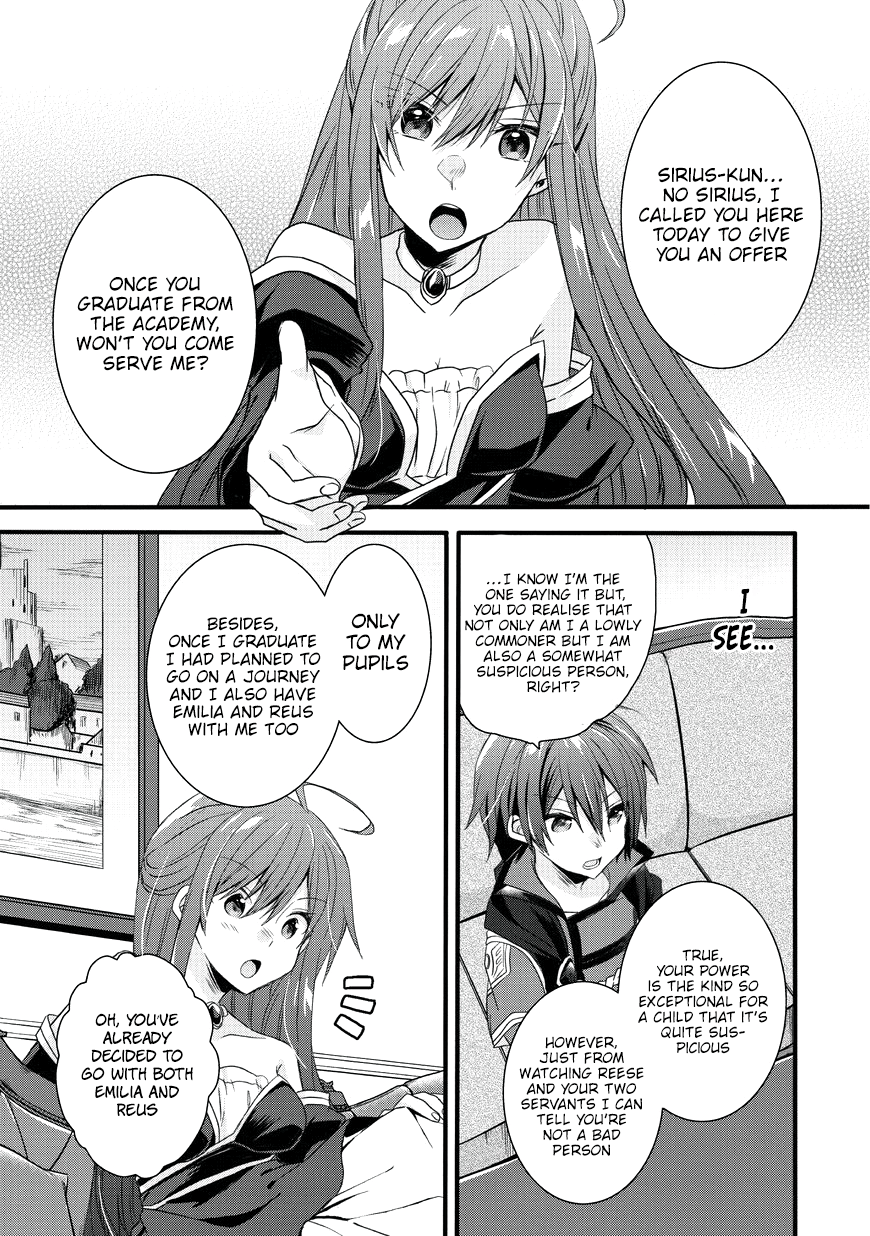 SIRIUS-KUN...
NO SIRIUS, I
CALLED YOU HERE
TODAY TO GIVE
YOU AN OFFER
ONCE YOU
GRADUATE FROM
THE ACADEMY,
WON'T YOU COME
SERVE ME?
I
SEE...
...I KNOW I'M THE
ONE SAYING IT BUT,
YOU DO REALISE THAT
NOT ONLY AM I A LOWLY
COMMONER BUT I AM
ALSO A SOMEWHAT
SUSPICIOUS PERSON,
RIGHT?
TRUE,
YOUR POWER
IS THE KIND SO
EXCEPTIONAL FOR
A CHILD THAT IT'S
QUITE SUS-
PICIOUS
HOWEVER,
JUST FROM
WATCHING REESE
AND YOUR TWO
SERVANTS I CAN
TELL YOU'RE
NOT A BAD
PERSON
ONLY
TO MY
PUPILS
BESIDES,
ONCE I GRADUATE
I HAD PLANNED TO
GO ON A JOURNEY
AND I ALSO HAVE
EMILIA AND REUS
WITH ME TOO
OH, YOU'VE
ALREADY
DECIDED TO
GO WITH BOTH
EMILIA AND
REUS